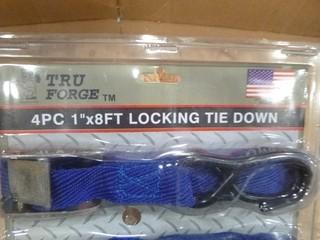 TRU
FORGE TM
4PC 1"x8FT LOCKING TIE DOWN